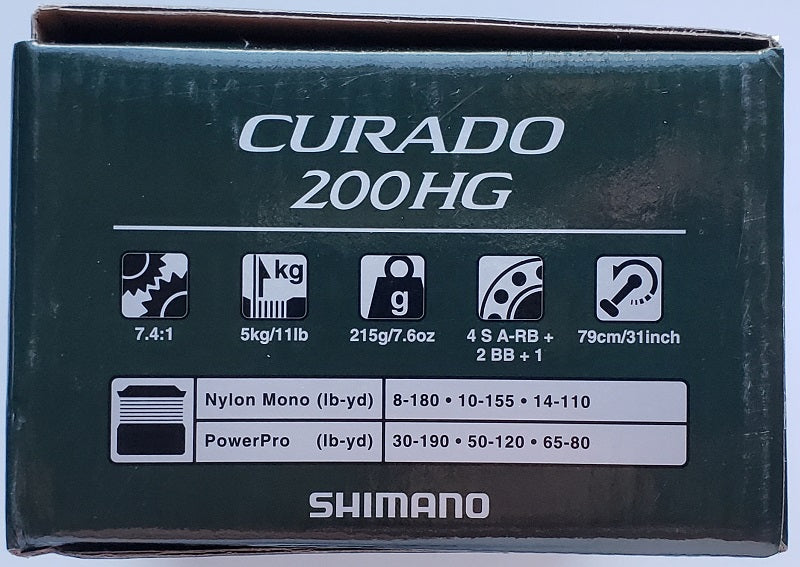 CURADO
200HG
kg
g
7.4:1
5kg/11lb
215g/7.6oz
4 S A-RB +
2 BB + 1
79cm/31inch
Nylon Mono (lb-yd) 8-180 • 10-155 • 14-110
PowerPro (lb-yd) 30-190 • 50-120 • 65-80
SHIMANO